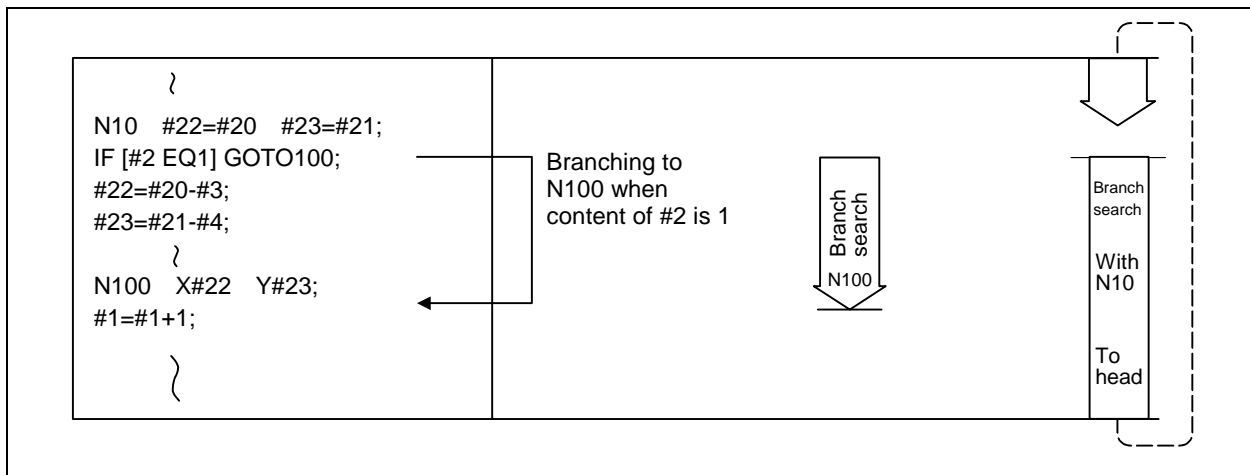 N10 #22=#20 #23=#21;
IF [#2 EQ1] GOTO100;
#22=#20-#3;
#23=#21-#4;
N100 X#22 Y#23;
#1=#1+1;
Branching to
N100 when
content of #2 is 1
Branch
search
N100
Branch
search
With
N10
To
head